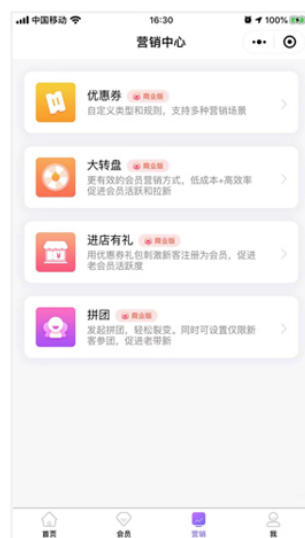 中国移动 16:30 100%
营销中心
优惠券 商业版
自定义类型和规则，支持多种营销场景
大转盘 商业版
更有效的会员营销方式，低成本+高效率
促进会员活跃和拉新
进店有礼 商业版
用优惠券礼包刺激新客注册为会员，促进
老会员活跃度
拼团 商业版
发起拼团，轻松裂变。同时可设置仅限新
客参团，促进老带新
首页 会员 营销 我